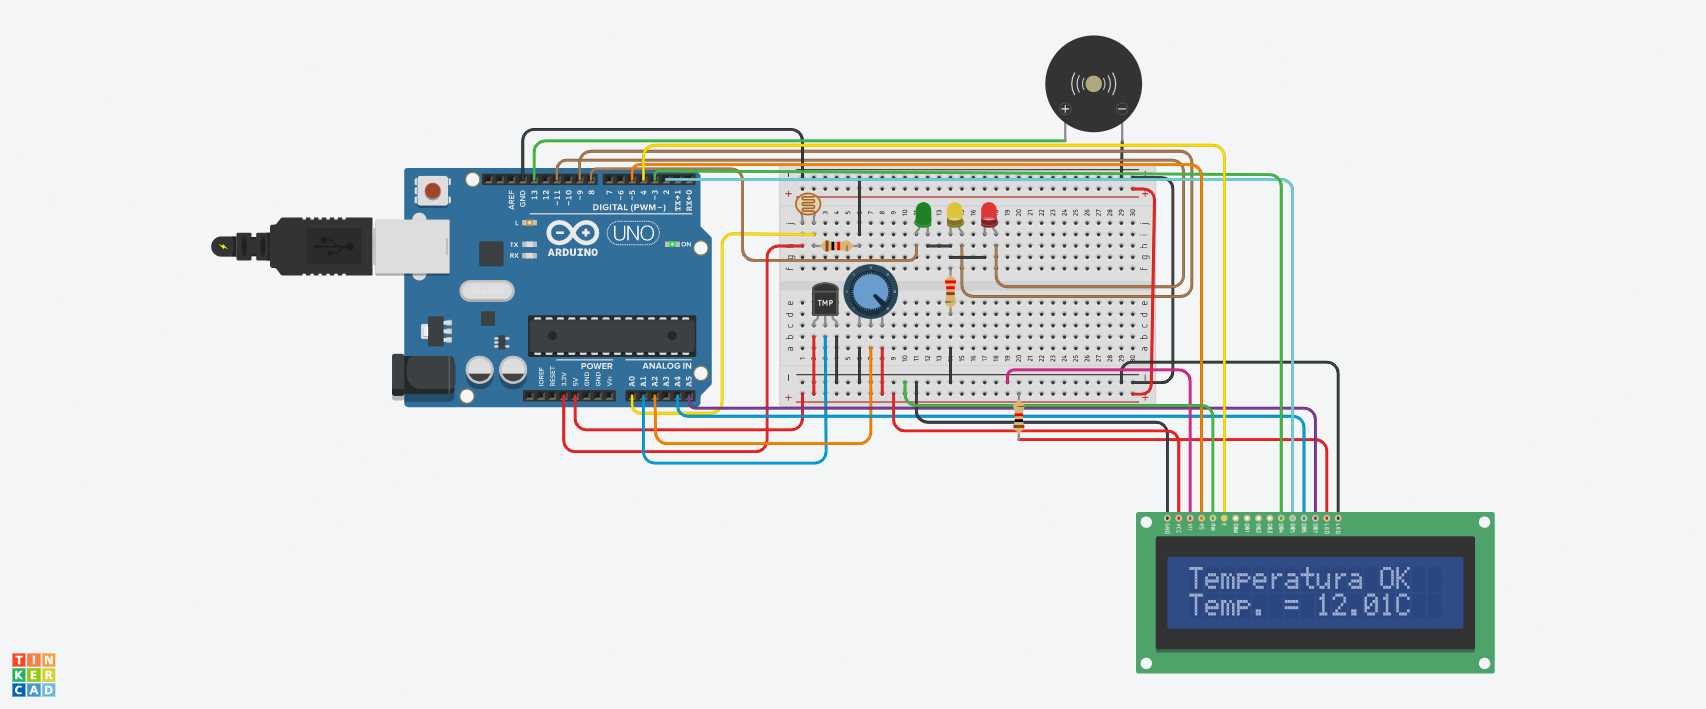 AREF
GND
13
12
~11
~10
~9
8
7
~6
~5
4
~3
2
TX→1
RX←0
DIGITAL (PWM~)
L
TX
RX
UNO
ON
ARDUINO
TMP
POWER
ANALOG IN
IOREF
RESET
3.3V
5V
GND
GND
Vin
A0
A1
A2
A3
A4
A5
Temperatura OK
Temp. = 12.01C
TIN
KER
CAD